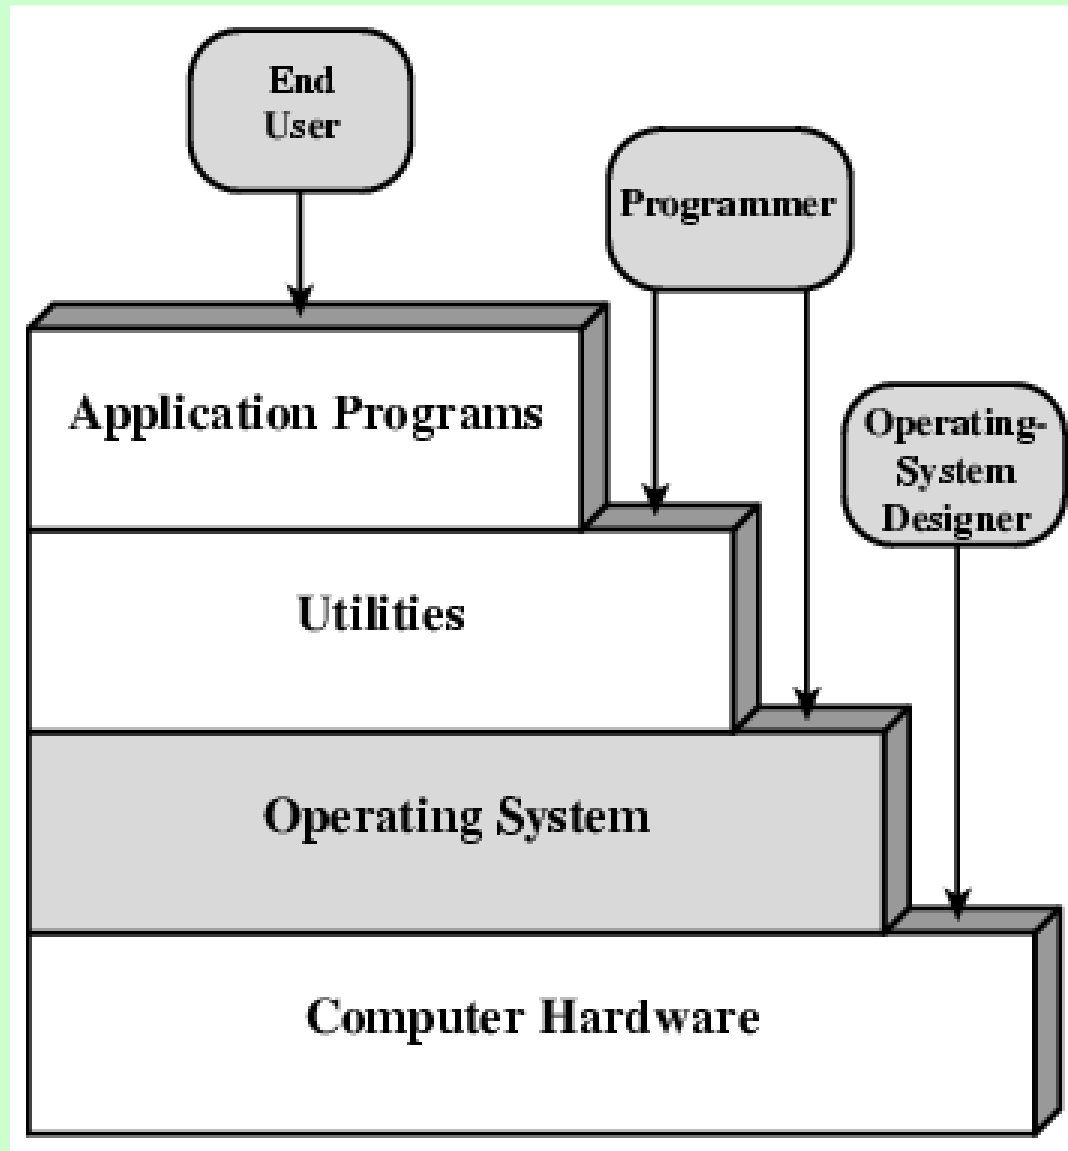 End
User
Programmer
Application Programs
Operating-
System
Designer
Utilities
Operating System
Computer Hardware